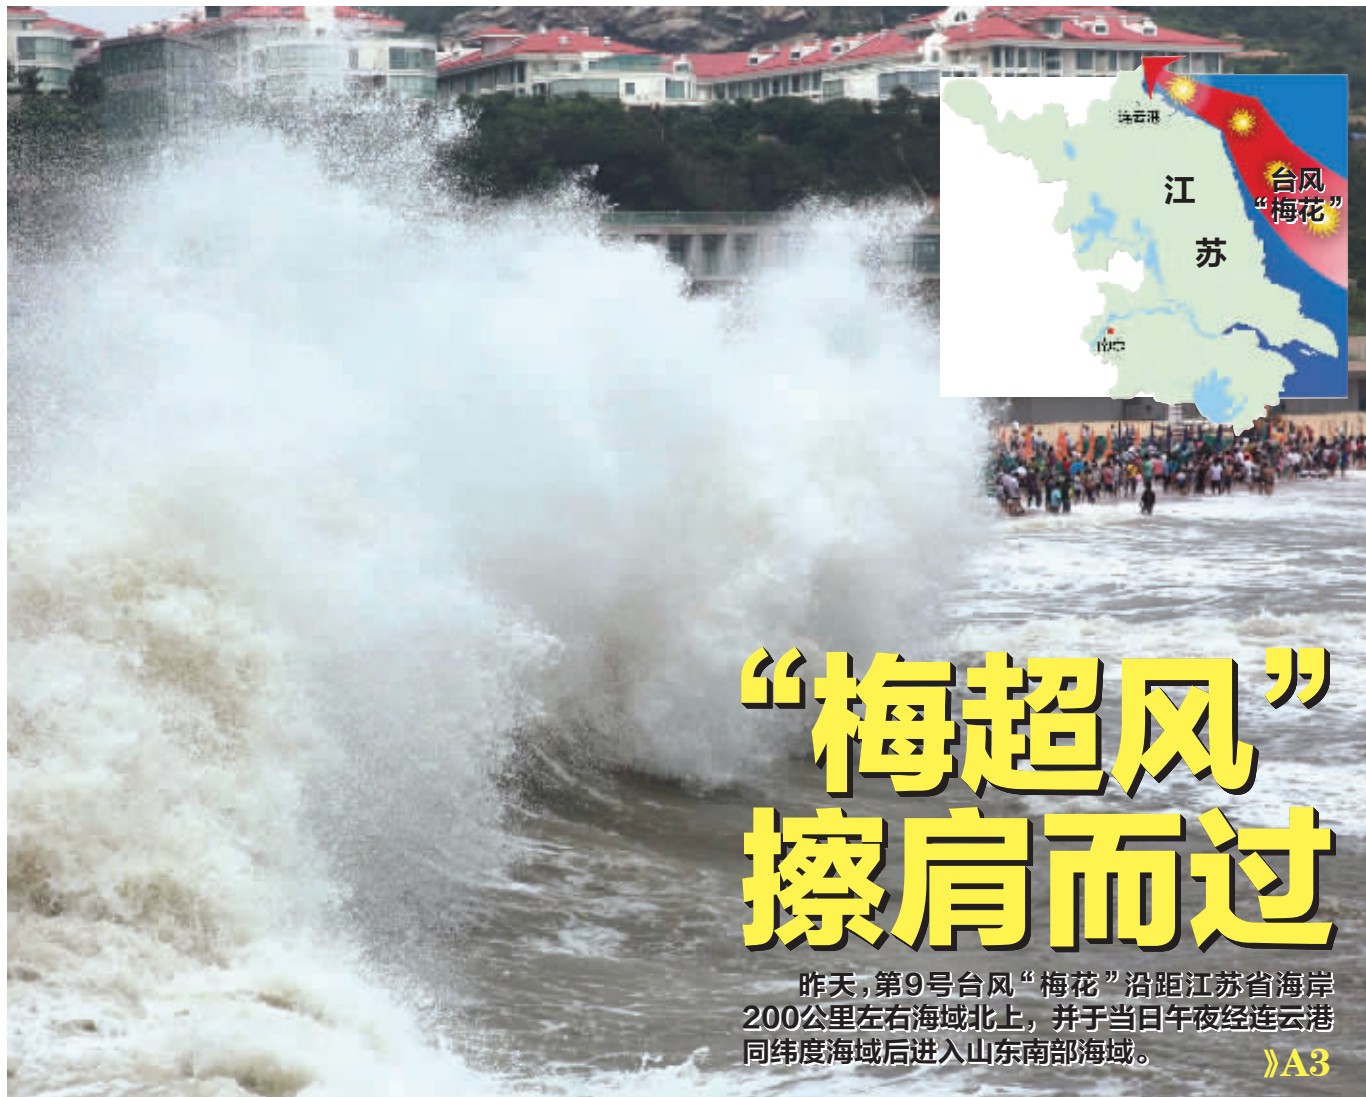 连云港
江
苏
台风
“梅花”
南京
“梅超风”
擦肩而过
昨天，第9号台风“梅花”沿距江苏省海岸
200公里左右海域北上，并于当日午夜经连云港
同纬度海域后进入山东南部海域。
》A3